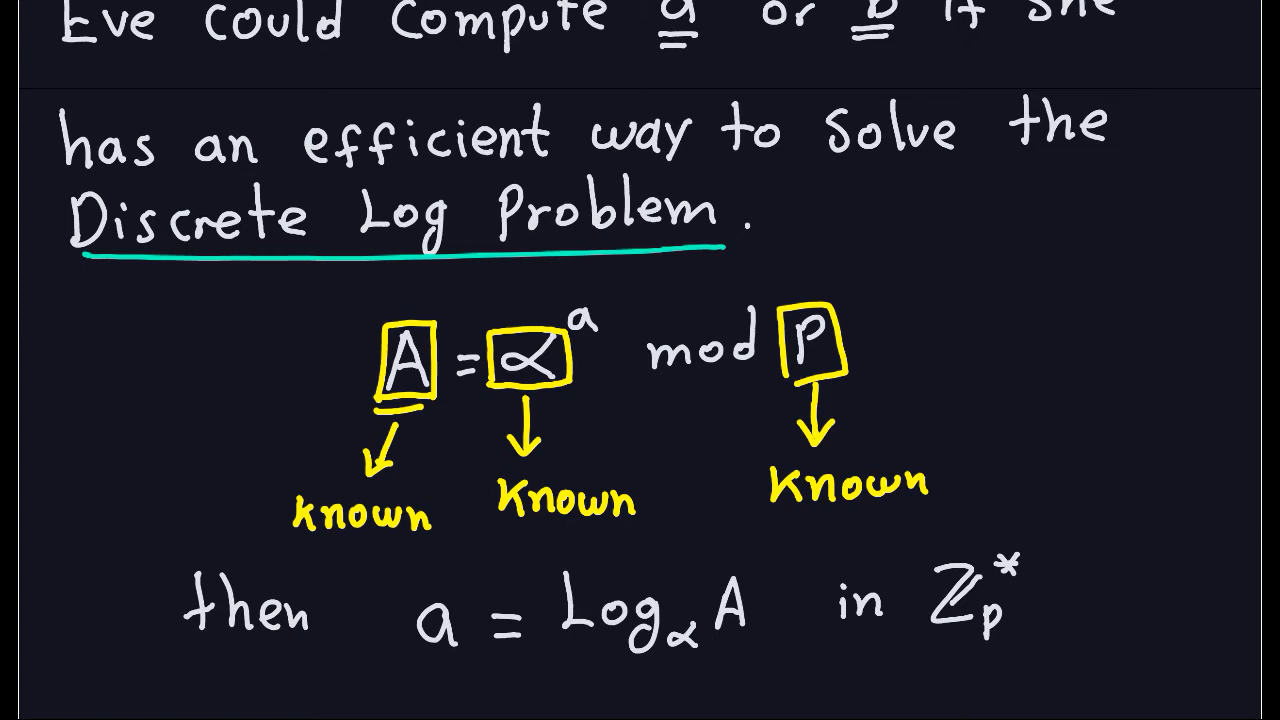 Eve could compute a or b if she
has an efficient way to solve the
Discrete Log Problem.
A = α^a mod P
known Known Known
then a = Log_α A in ℤ_p^*